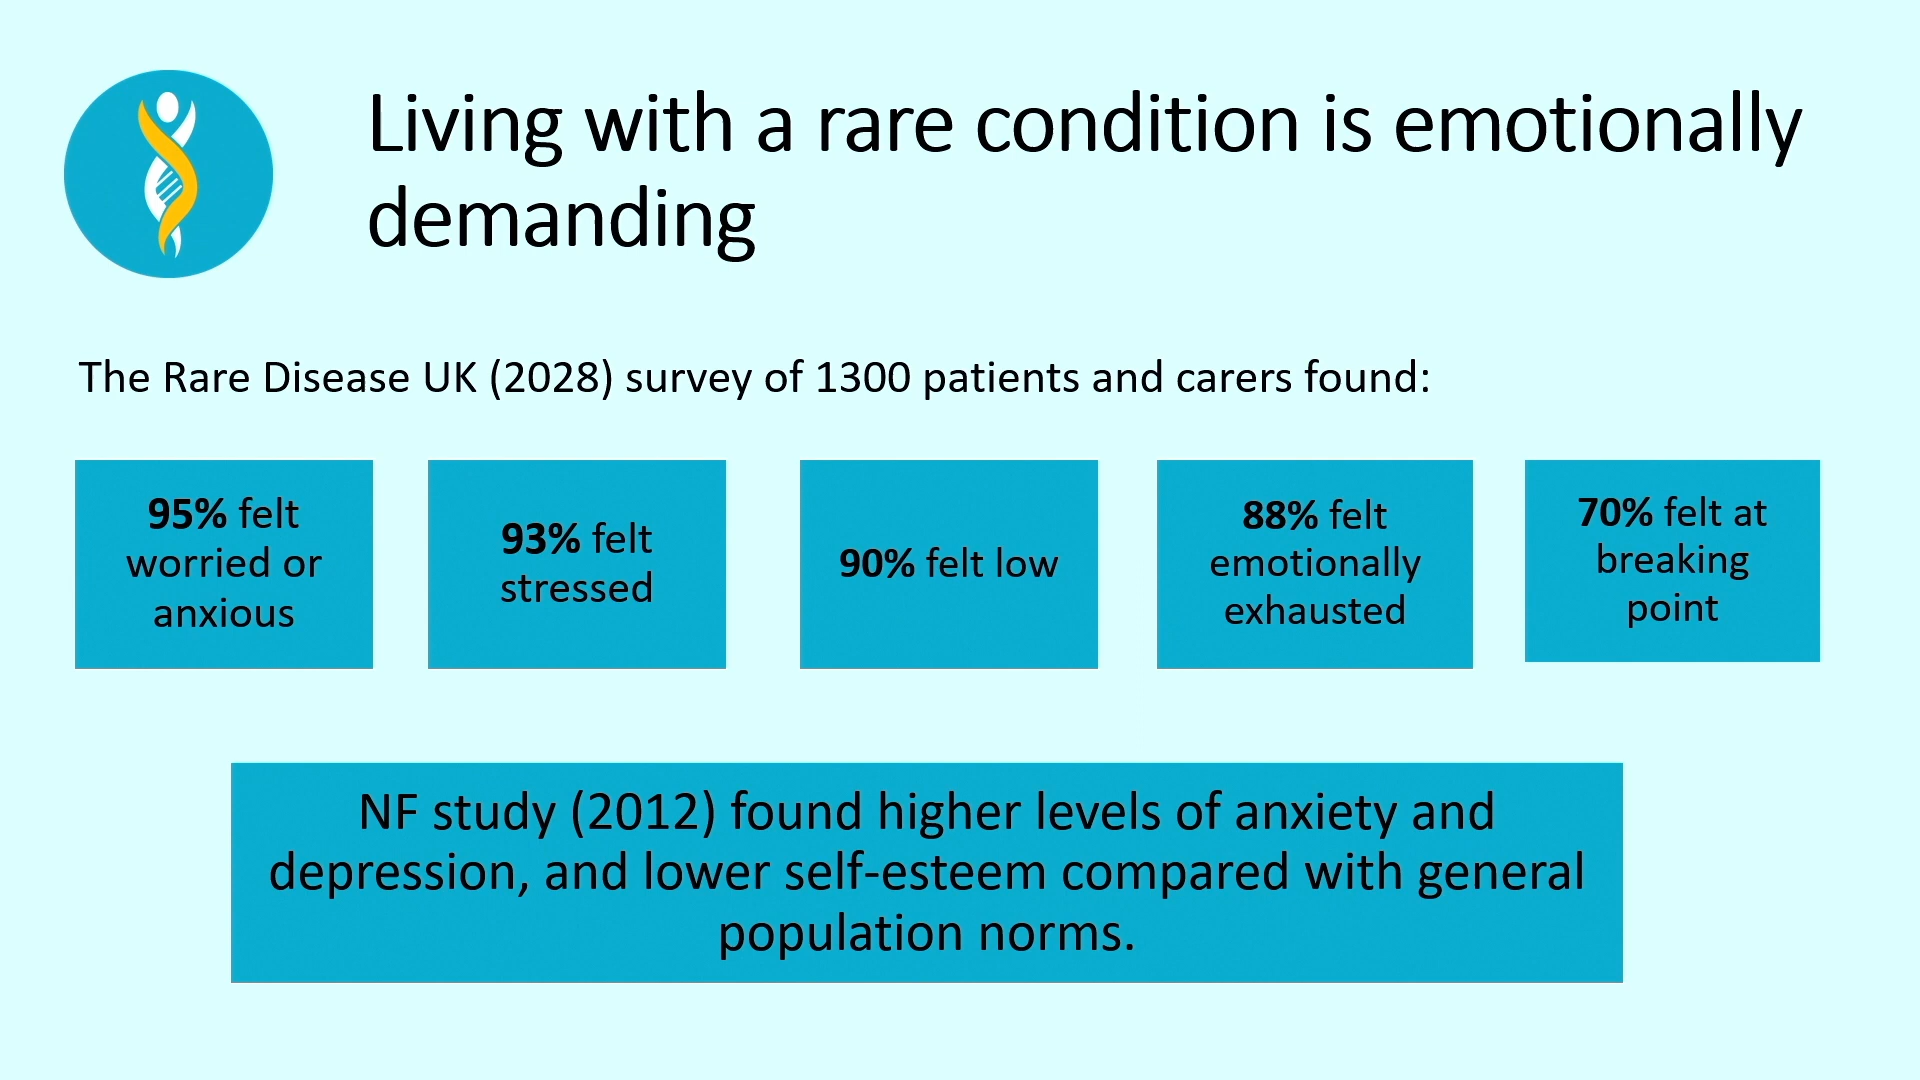 Living with a rare condition is emotionally
demanding
The Rare Disease UK (2028) survey of 1300 patients and carers found:
95% felt
worried or
anxious
93% felt
stressed
90% felt low
88% felt
emotionally
exhausted
70% felt at
breaking
point
NF study (2012) found higher levels of anxiety and
depression, and lower self-esteem compared with general
population norms.